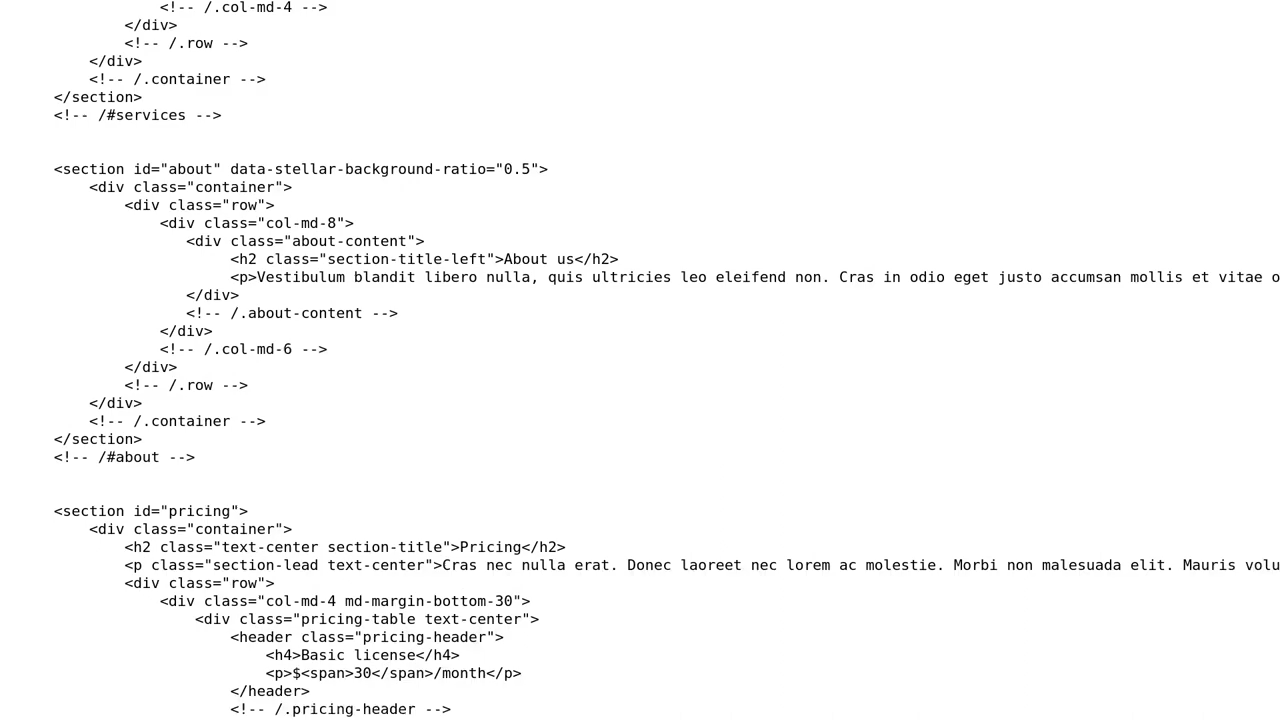 <!-- /.col-md-4 -->
</div>
<!-- /.row -->
</div>
<!-- /.container -->
</section>
<!-- /#services -->
<section id="about" data-stellar-background-ratio="0.5">
<div class="container">
<div class="row">
<div class="col-md-8">
<div class="about-content">
<h2 class="section-title-left">About us</h2>
<p>Vestibulum blandit libero nulla, quis ultricies leo eleifend non. Cras in odio eget justo accumsan mollis et vitae o
</div>
<!-- /.about-content -->
</div>
<!-- /.col-md-6 -->
</div>
<!-- /.row -->
</div>
<!-- /.container -->
</section>
<!-- /#about -->
<section id="pricing">
<div class="container">
<h2 class="text-center section-title">Pricing</h2>
<p class="section-lead text-center">Cras nec nulla erat. Donec laoreet nec lorem ac molestie. Morbi non malesuada elit. Mauris volu
<div class="row">
<div class="col-md-4 md-margin-bottom-30">
<div class="pricing-table text-center">
<header class="pricing-header">
<h4>Basic license</h4>
<p>$<span>30</span>/month</p>
</header>
<!-- /.pricing-header -->